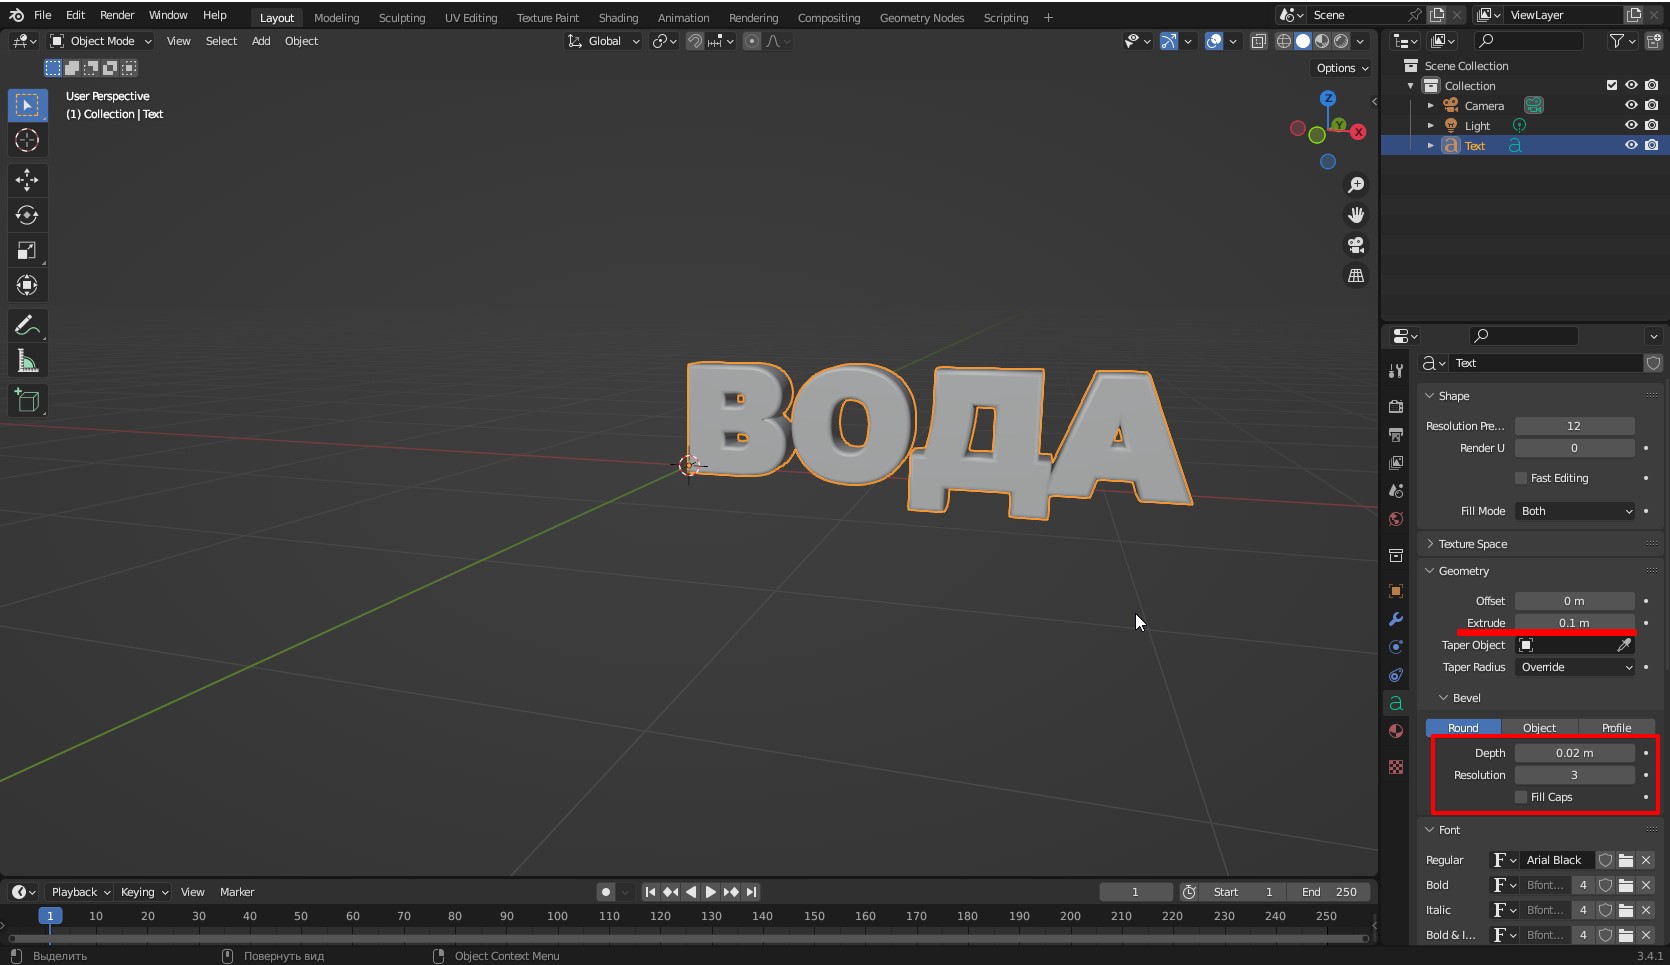 File Edit Render Window Help Layout Modeling Sculpting UV Editing Texture Paint Shading Animation Rendering Compositing Geometry Nodes Scripting + Scene ViewLayer
Object Mode View Select Add Object Global
Options
User Perspective
(1) Collection | Text
Z
Y
X
Scene Collection
Collection
Camera
Light
Text
ВОДА
Text
Shape
Resolution Pre... 12
Render U 0
Fast Editing
Fill Mode Both
Texture Space
Geometry
Offset 0 m
Extrude 0.1 m
Taper Object
Taper Radius Override
Bevel
Round Object Profile
Depth 0.02 m
Resolution 3
Fill Caps
Font
Regular Arial Black
Bold Bfont... 4
Italic Bfont... 4
Bold & I... Bfont... 4
Playback Keying View Marker 1 Start 1 End 250
1 10 20 30 40 50 60 70 80 90 100 110 120 130 140 150 160 170 180 190 200 210 220 230 240 250
Выделить Повернуть вид Object Context Menu 3.4.1